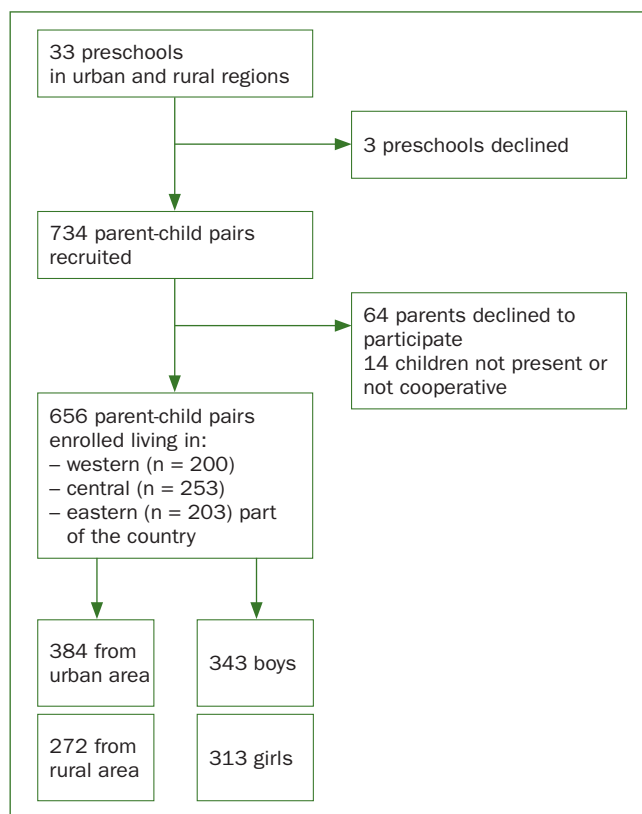 33 preschools
in urban and rural regions
3 preschools declined
734 parent-child pairs
recruited
64 parents declined to
participate
14 children not present or
not cooperative
656 parent-child pairs
enrolled living in:
– western (n = 200)
– central (n = 253)
– eastern (n = 203) part
of the country
384 from
urban area
343 boys
272 from
rural area
313 girls